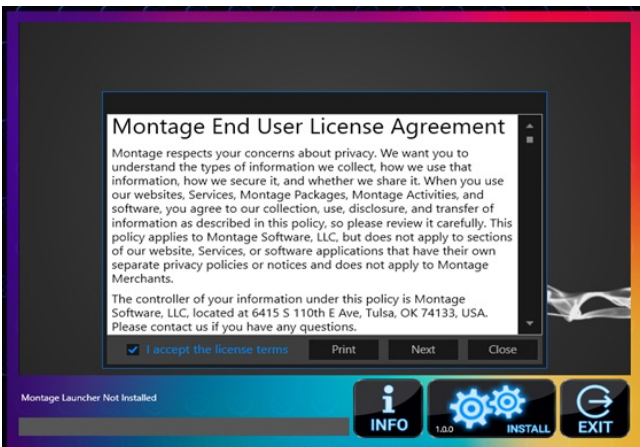 Montage End User License Agreement
Montage respects your concerns about privacy. We want you to
understand the types of information we collect, how we use that
information, how we secure it, and whether we share it. When you use
our websites, Services, Montage Packages, Montage Activities, and
software, you agree to our collection, use, disclosure, and transfer of
information as described in this policy, so please review it carefully. This
policy applies to Montage Software, LLC, but does not apply to sections
of our website, Services, or software applications that have their own
separate privacy policies or notices and does not apply to Montage
Merchants.
The controller of your information under this policy is Montage
Software, LLC, located at 6415 S 110th E Ave, Tulsa, OK 74133, USA.
Please contact us if you have any questions.
I accept the license terms Print Next Close
Montage Launcher Not Installed
INFO 1.0.0 INSTALL EXIT